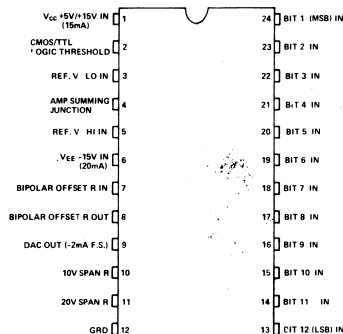 VCC +5V/+15V IN 1
(15mA)
CMOS/TTL 2
LOGIC THRESHOLD
REF. V LO IN 3
AMP SUMMING 4
JUNCTION
REF. V HI IN 5
VEE -15V IN 6
(20mA)
BIPOLAR OFFSET R IN 7
BIPOLAR OFFSET R OUT 8
DAC OUT (-2mA F.S.) 9
10V SPAN R 10
20V SPAN R 11
GRD 12
24 BIT 1 (MSB) IN
23 BIT 2 IN
22 BIT 3 IN
21 BIT 4 IN
20 BIT 5 IN
19 BIT 6 IN
18 BIT 7 IN
17 BIT 8 IN
16 BIT 9 IN
15 BIT 10 IN
14 BIT 11 IN
13 BIT 12 (LSB) IN